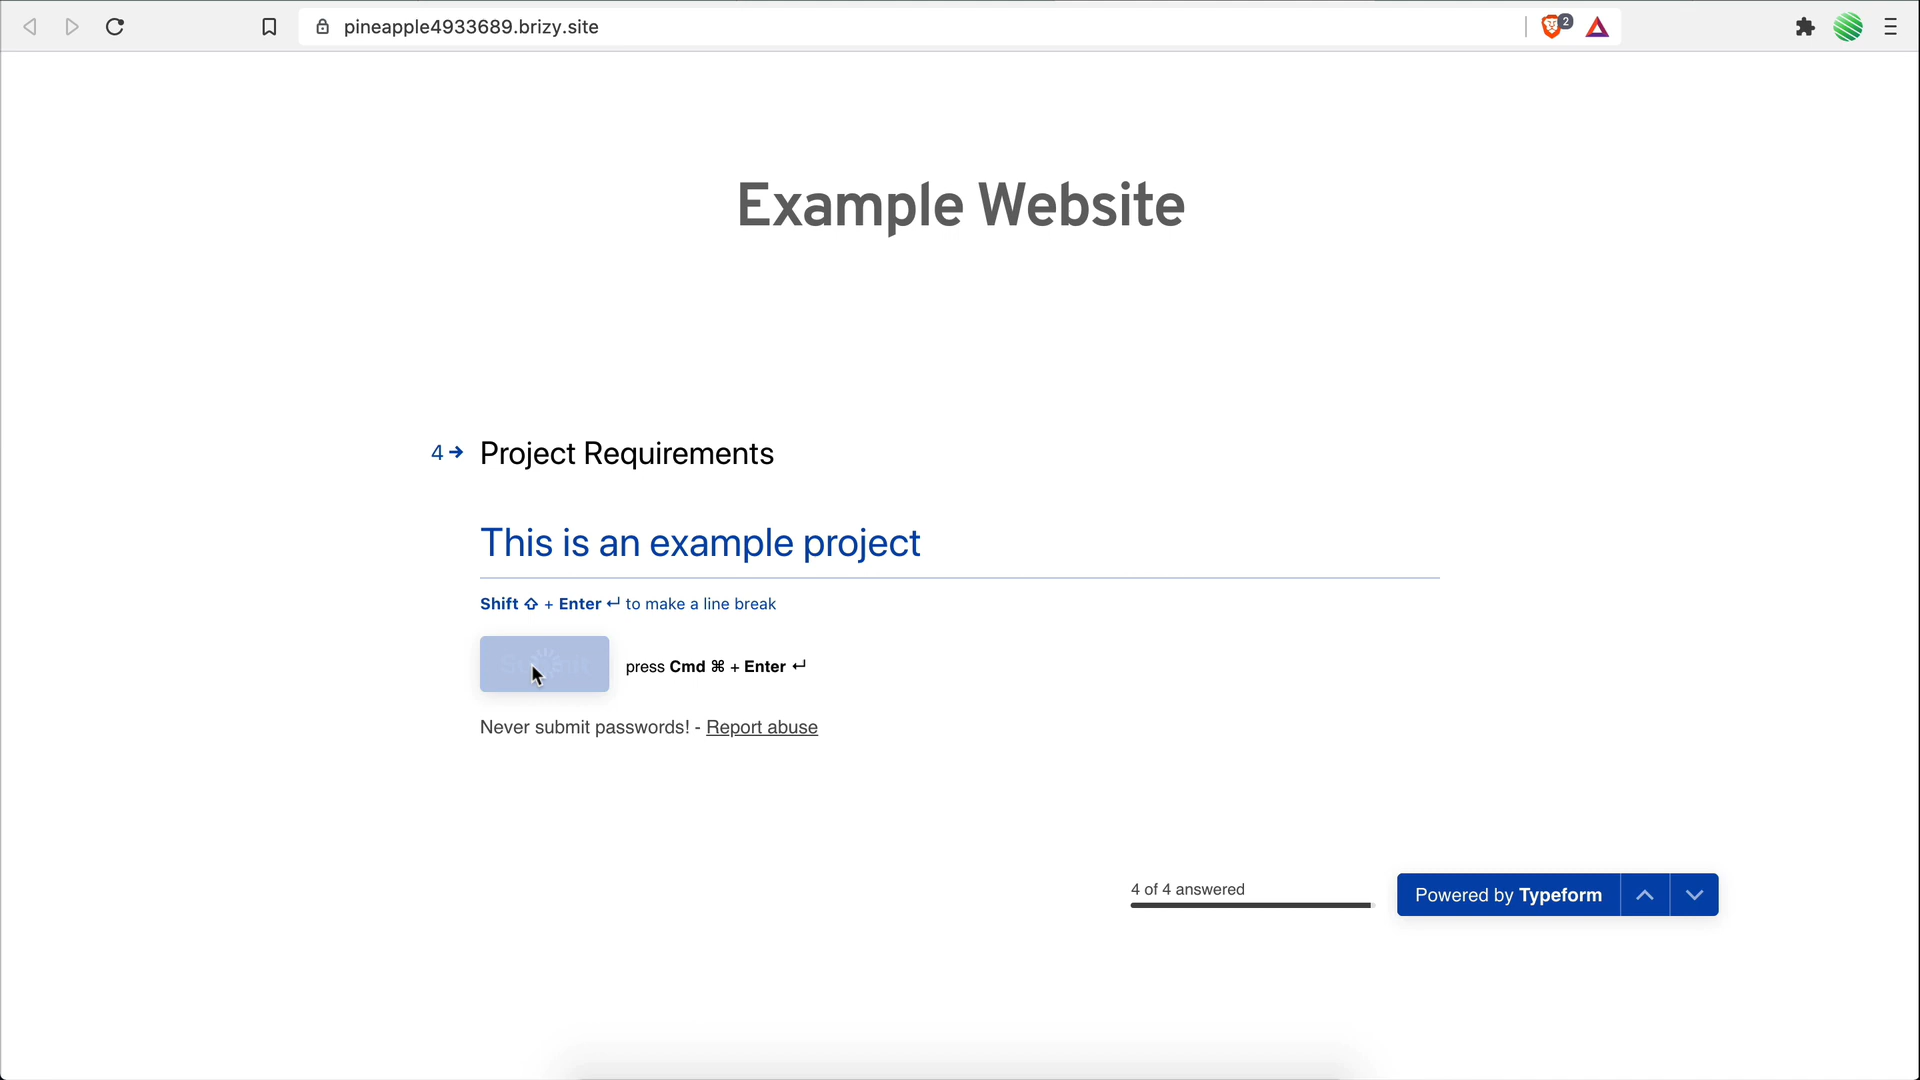 pineapple4933689.brizy.site
2
Example Website
4 Project Requirements
This is an example project
Shift ⇧ + Enter ↵ to make a line break
press Cmd ⌘ + Enter ↵
Never submit passwords! - Report abuse
4 of 4 answered
Powered by Typeform